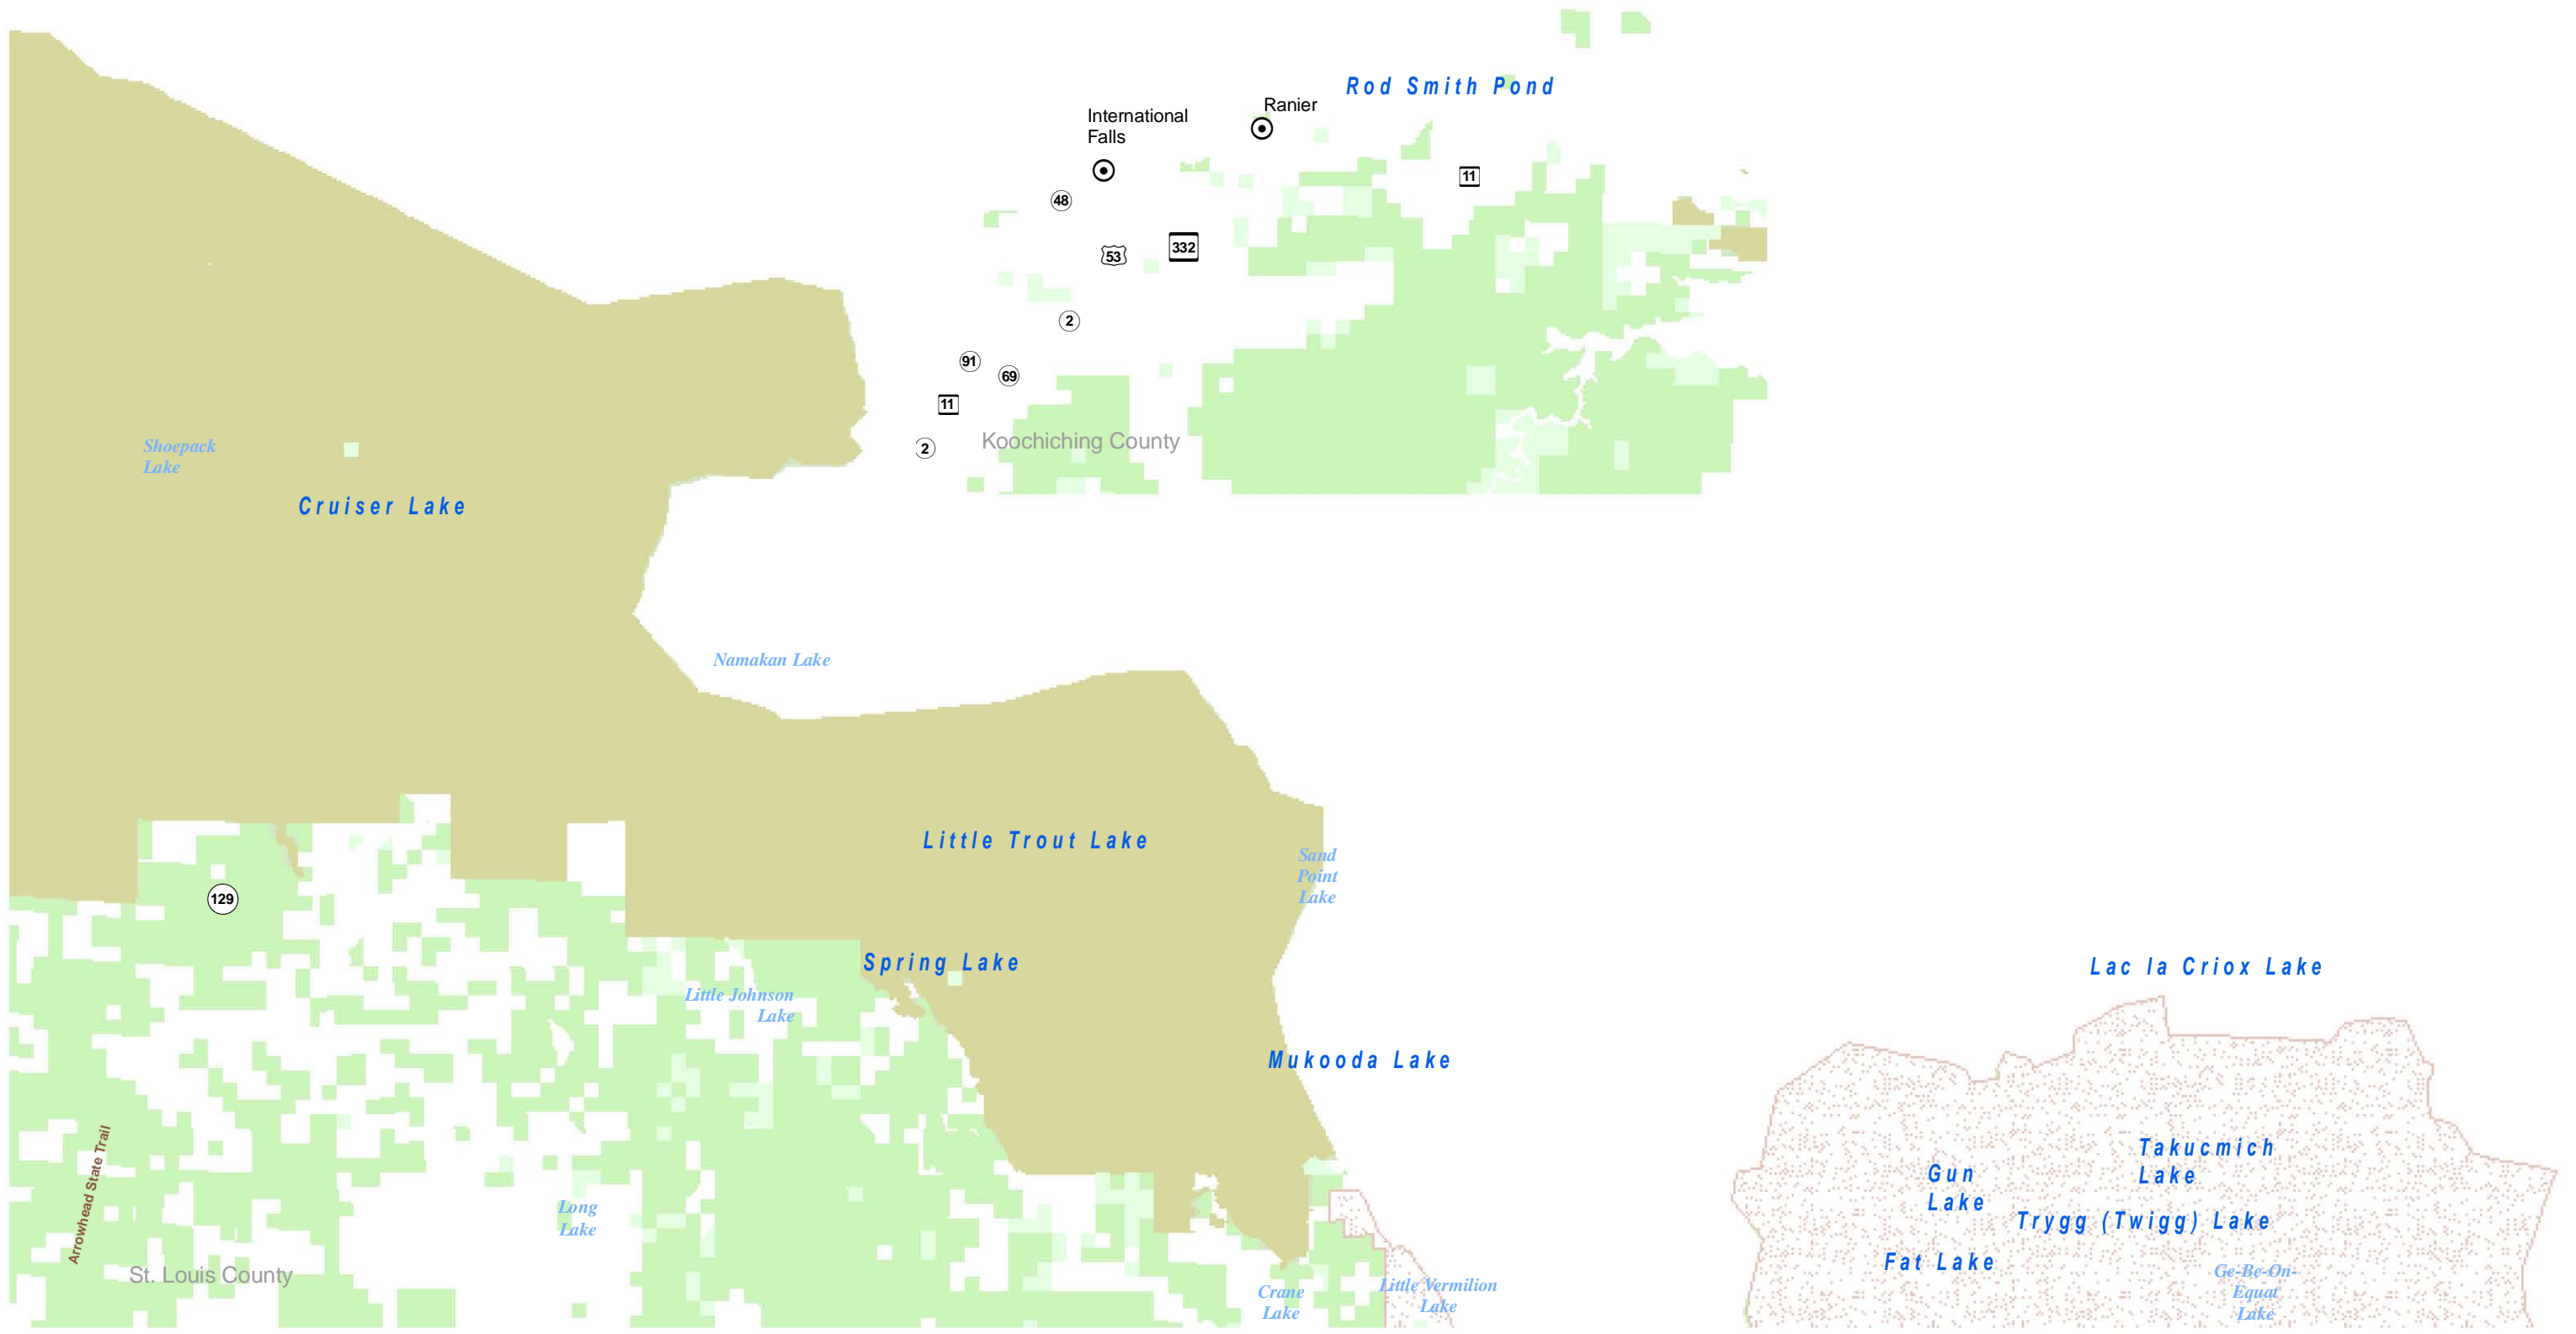 Rod Smith Pond
Ranier
International
Falls
11
48
332
53
2
91
69
11
2
Koochiching County
Shoepack
Lake
Cruiser Lake
Namakan Lake
Little Trout Lake
Sand
Point
Lake
129
Spring Lake
Lac la Criox Lake
Little Johnson
Lake
Mukooda Lake
Arrowhead State Trail
Takucmich
Lake
Gun
Lake
Trygg (Twigg) Lake
Long
Lake
Fat Lake
St. Louis County
Ge-Be-On-
Equat
Lake
Crane
Lake
Little Vermilion
Lake